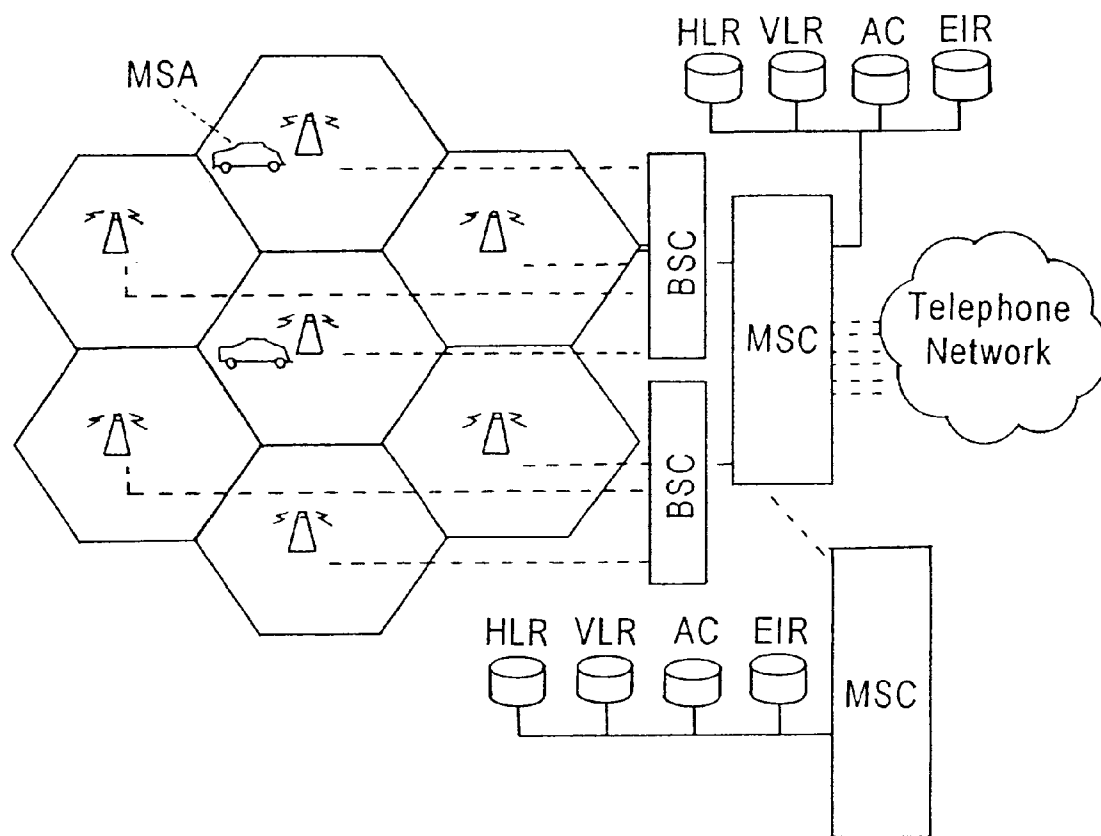 HLR VLR AC EIR
MSA
BSC
MSC
Telephone
Network
BSC
HLR VLR AC EIR
MSC